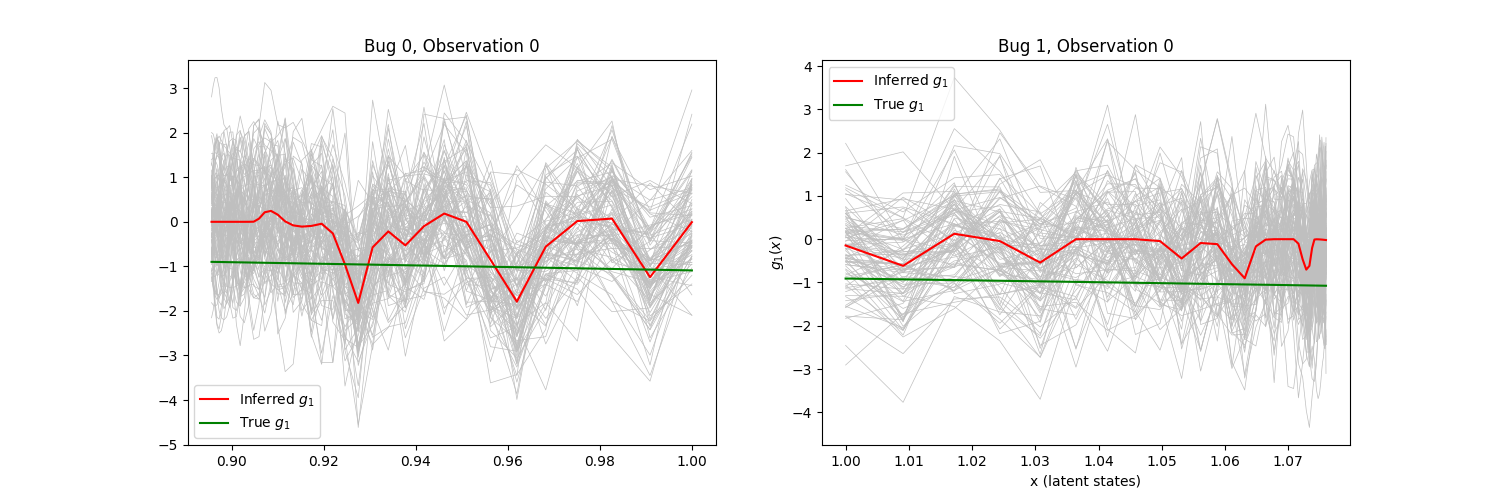 Bug 0, Observation 0
3
2
1
0
−1
−2
−3
−4
−5
Inferred g₁
True g₁
0.90 0.92 0.94 0.96 0.98 1.00
Bug 1, Observation 0
4
3
2
1
0
−1
−2
−3
−4
g₁(x)
Inferred g₁
True g₁
1.00 1.01 1.02 1.03 1.04 1.05 1.06 1.07
x (latent states)